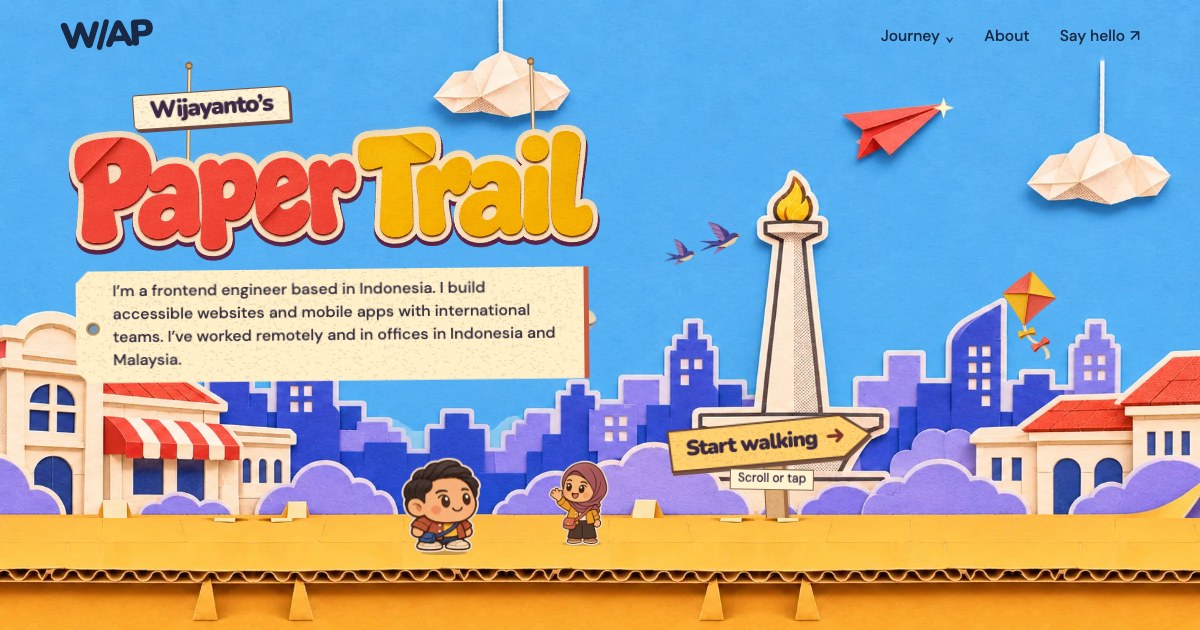 W/AP
Journey
About
Say hello
Wijayanto's
Paper Trail
I'm a frontend engineer based in Indonesia. I build
accessible websites and mobile apps with international
teams. I've worked remotely and in offices in Indonesia and
Malaysia.
Start walking
Scroll or tap